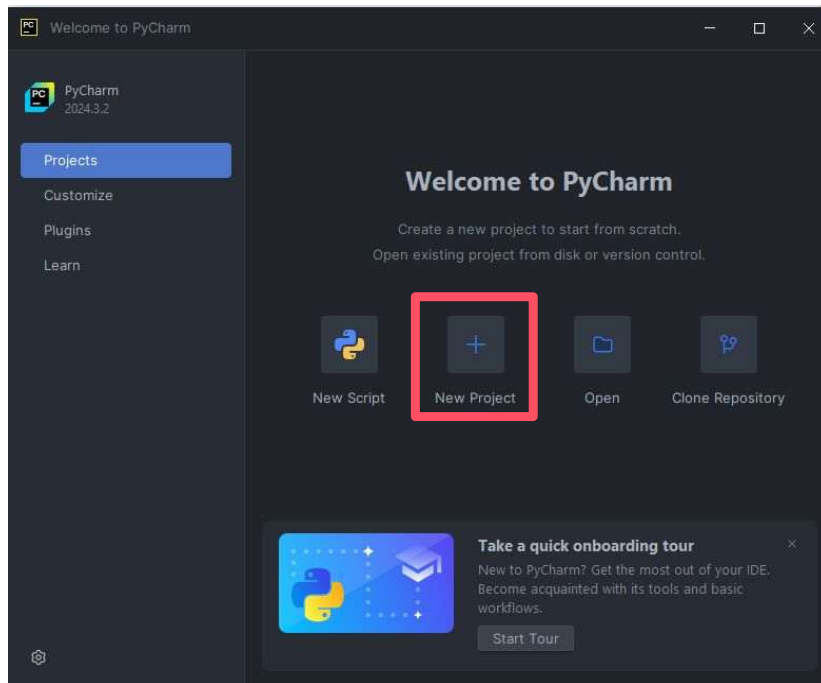 PC Welcome to PyCharm
PC PyCharm
2024.3.2
Projects
Customize
Plugins
Learn
Welcome to PyCharm
Create a new project to start from scratch.
Open existing project from disk or version control.
New Script
New Project
Open
Clone Repository
Take a quick onboarding tour
New to PyCharm? Get the most out of your IDE.
Become acquainted with its tools and basic
workflows.
Start Tour